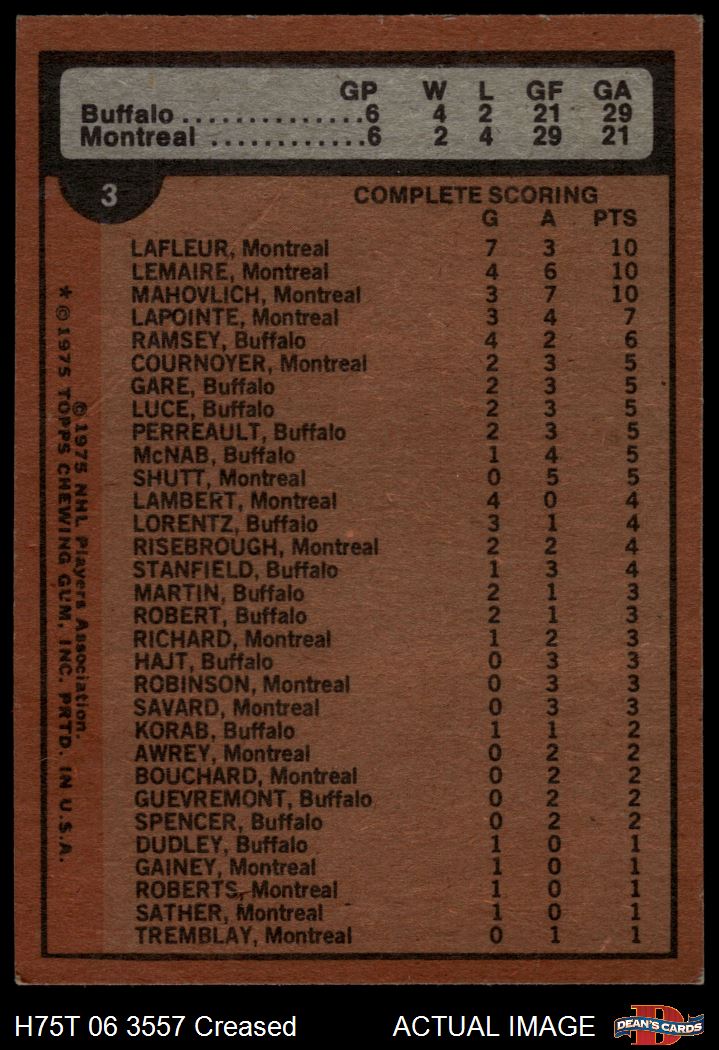 GP W L GF GA
Buffalo..............6 4 2 21 29
Montreal ............6 2 4 29 21
3
COMPLETE SCORING
G A PTS
LAFLEUR, Montreal 7 3 10
LEMAIRE, Montreal 4 6 10
MAHOVLICH, Montreal 3 7 10
LAPOINTE, Montreal 3 4 7
RAMSEY, Buffalo 4 2 6
COURNOYER, Montreal 2 3 5
GARE, Buffalo 2 3 5
LUCE, Buffalo 2 3 5
PERREAULT, Buffalo 2 3 5
McNAB, Buffalo 1 4 5
SHUTT, Montreal 0 5 5
LAMBERT, Montreal 4 0 4
LORENTZ, Buffalo 3 1 4
RISEBROUGH, Montreal 2 2 4
STANFIELD, Buffalo 1 3 4
MARTIN, Buffalo 2 1 3
ROBERT, Buffalo 2 1 3
RICHARD, Montreal 1 2 3
HAJT, Buffalo 0 3 3
ROBINSON, Montreal 0 3 3
SAVARD, Montreal 0 3 3
KORAB, Buffalo 1 1 2
AWREY, Montreal 0 2 2
BOUCHARD, Montreal 0 2 2
GUEVREMONT, Buffalo 0 2 2
SPENCER, Buffalo 0 2 2
DUDLEY, Buffalo 1 0 1
GAINEY, Montreal 1 0 1
ROBERTS, Montreal 1 0 1
SATHER, Montreal 1 0 1
TREMBLAY, Montreal 0 1 1
© 1975 NHL Players Association.
* © 1975 TOPPS CHEWING GUM, INC. PRTD. IN U.S.A.
H75T 06 3557 Creased ACTUAL IMAGE
D
DEAN'S CARDS